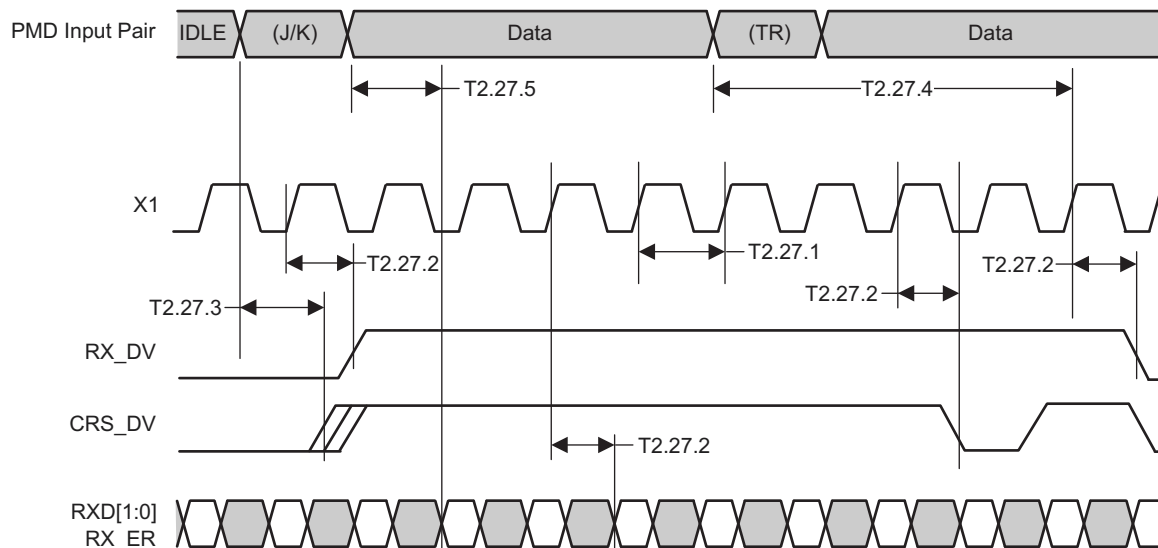 PMD Input Pair IDLE (J/K) Data (TR) Data
T2.27.5 T2.27.4
X1
T2.27.2 T2.27.1 T2.27.2
T2.27.3 T2.27.2
RX_DV
CRS_DV
T2.27.2
RXD[1:0]
RX_ER